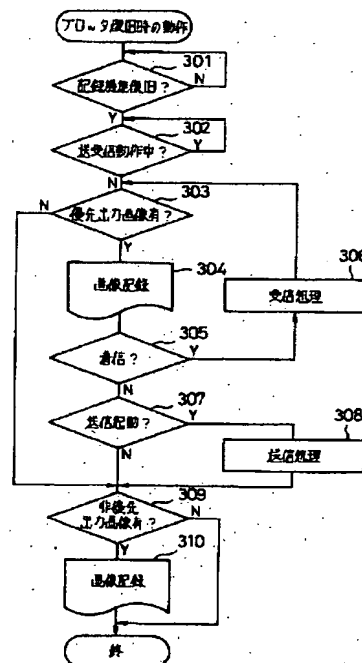 プロッタ復旧時の動作
301
記録機能復旧?
N
Y
302
送受信動作中?
Y
N
303
N
優先出力画像有?
Y
304
306
画像記録
受信処理
305
着信?
Y
N
307
送信起動?
Y
308
N
送信処理
309
非優先
出力画像有?
N
Y
310
画像記録
終